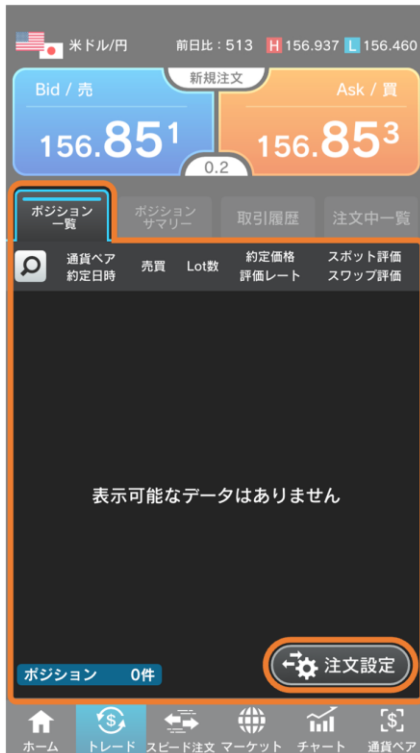 米ドル/円 前日比：513 H 156.937 L 156.460
新規注文
Bid / 売 Ask / 買
156.851 156.853
0.2
ポジション
一覧
ポジション
サマリー
取引履歴
注文中一覧
通貨ペア
約定日時
売買
Lot数
約定価格
評価レート
スポット評価
スワップ評価
表示可能なデータはありません
注文設定
ポジション 0件
ホーム トレード スピード注文 マーケット チャート 通貨ペ